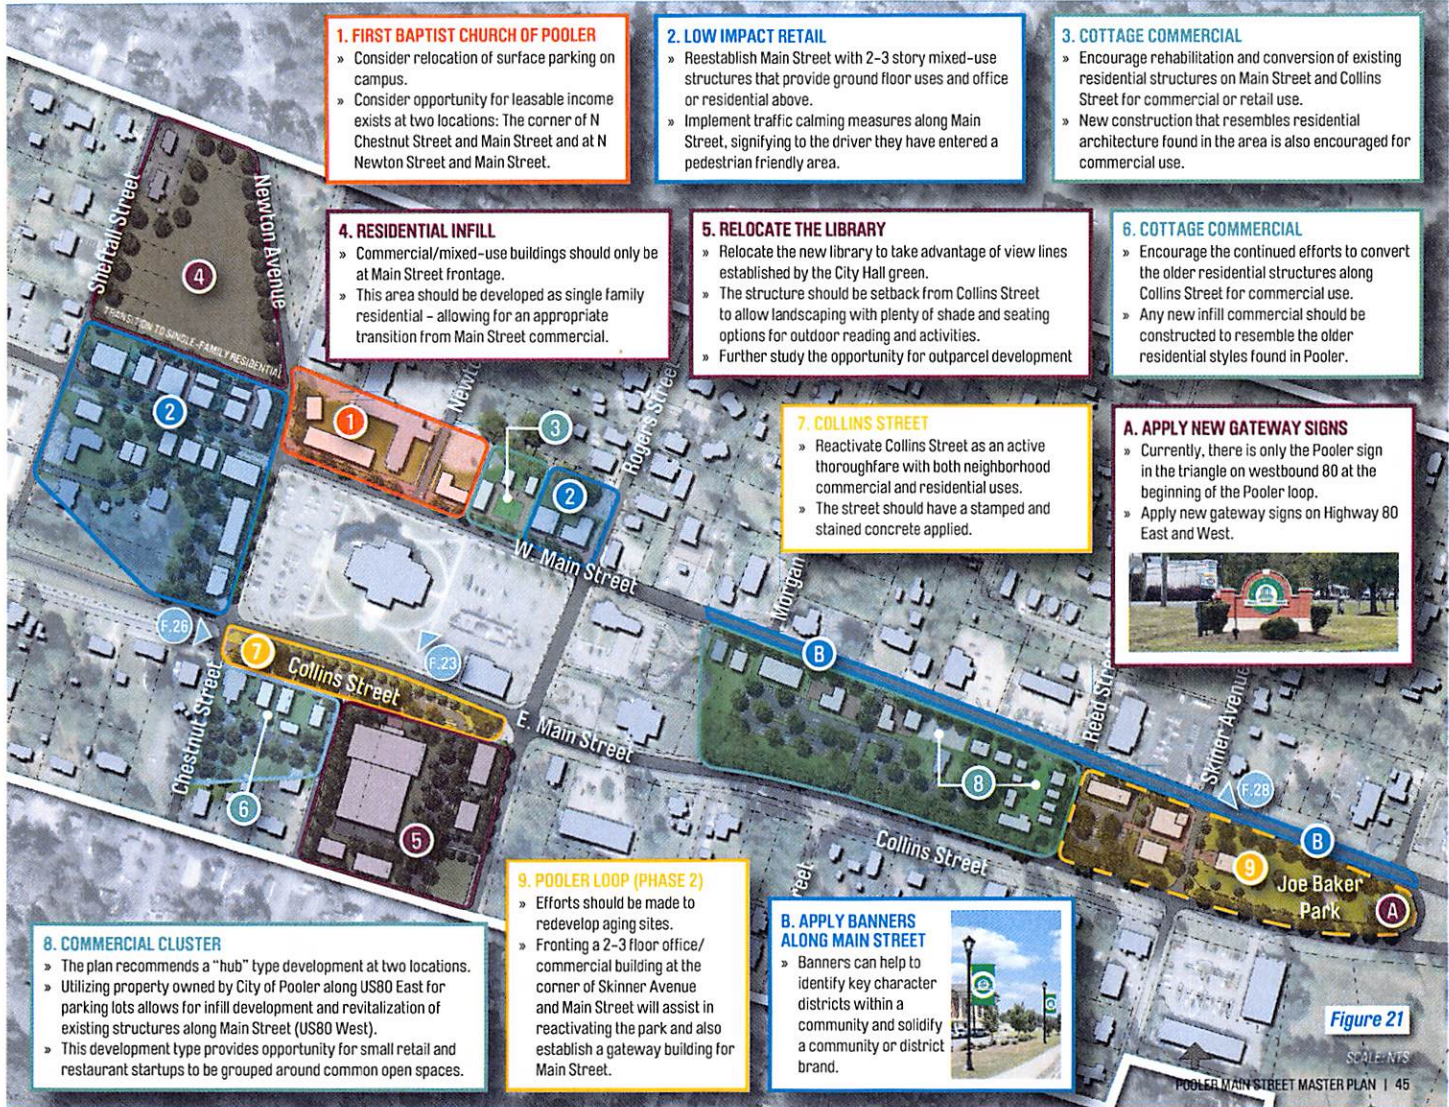 1. FIRST BAPTIST CHURCH OF POOLER
» Consider relocation of surface parking on
campus.
» Consider opportunity for leasable income
exists at two locations: The corner of N
Chestnut Street and Main Street and at N
Newton Street and Main Street.
2. LOW IMPACT RETAIL
» Reestablish Main Street with 2-3 story mixed-use
structures that provide ground floor uses and office
or residential above.
» Implement traffic calming measures along Main
Street, signifying to the driver they have entered a
pedestrian friendly area.
3. COTTAGE COMMERCIAL
» Encourage rehabilitation and conversion of existing
residential structures on Main Street and Collins
Street for commercial or retail use.
» New construction that resembles residential
architecture found in the area is also encouraged for
commercial use.
4. RESIDENTIAL INFILL
» Commercial/mixed-use buildings should only be
at Main Street frontage.
» This area should be developed as single family
residential - allowing for an appropriate
transition from Main Street commercial.
5. RELOCATE THE LIBRARY
» Relocate the new library to take advantage of view lines
established by the City Hall green.
» The structure should be setback from Collins Street
to allow landscaping with plenty of shade and seating
options for outdoor reading and activities.
» Further study the opportunity for outparcel development
6. COTTAGE COMMERCIAL
» Encourage the continued efforts to convert
the older residential structures along
Collins Street for commercial use.
» Any new infill commercial should be
constructed to resemble the older
residential styles found in Pooler.
7. COLLINS STREET
» Reactivate Collins Street as an active
thoroughfare with both neighborhood
commercial and residential uses.
» The street should have a stamped and
stained concrete applied.
A. APPLY NEW GATEWAY SIGNS
» Currently, there is only the Pooler sign
in the triangle on westbound 80 at the
beginning of the Pooler loop.
» Apply new gateway signs on Highway 80
East and West.
Sheftall Street
Newton Avenue
4
TRANSITION TO SINGLE-FAMILY RESIDENTIAL
2
1
Newto
3
2
Rogers Street
W. Main Street
Morgan
B
F.26
7
Collins Street
F.23
Chestnut Street
E. Main Street
Reed Stre
Skinner Avenue
F.28
6
5
8
Collins Street
reet
9
B
Joe Baker
Park
A
8. COMMERCIAL CLUSTER
» The plan recommends a "hub" type development at two locations.
» Utilizing property owned by City of Pooler along US80 East for
parking lots allows for infill development and revitalization of
existing structures along Main Street (US80 West).
» This development type provides opportunity for small retail and
restaurant startups to be grouped around common open spaces.
9. POOLER LOOP (PHASE 2)
» Efforts should be made to
redevelop aging sites.
» Fronting a 2-3 floor office/
commercial building at the
corner of Skinner Avenue
and Main Street will assist in
reactivating the park and also
establish a gateway building for
Main Street.
B. APPLY BANNERS
ALONG MAIN STREET
» Banners can help to
identify key character
districts within a
community and solidify
a community or district
brand.
Figure 21
SCALE: NTS
POOLER MAIN STREET MASTER PLAN | 45